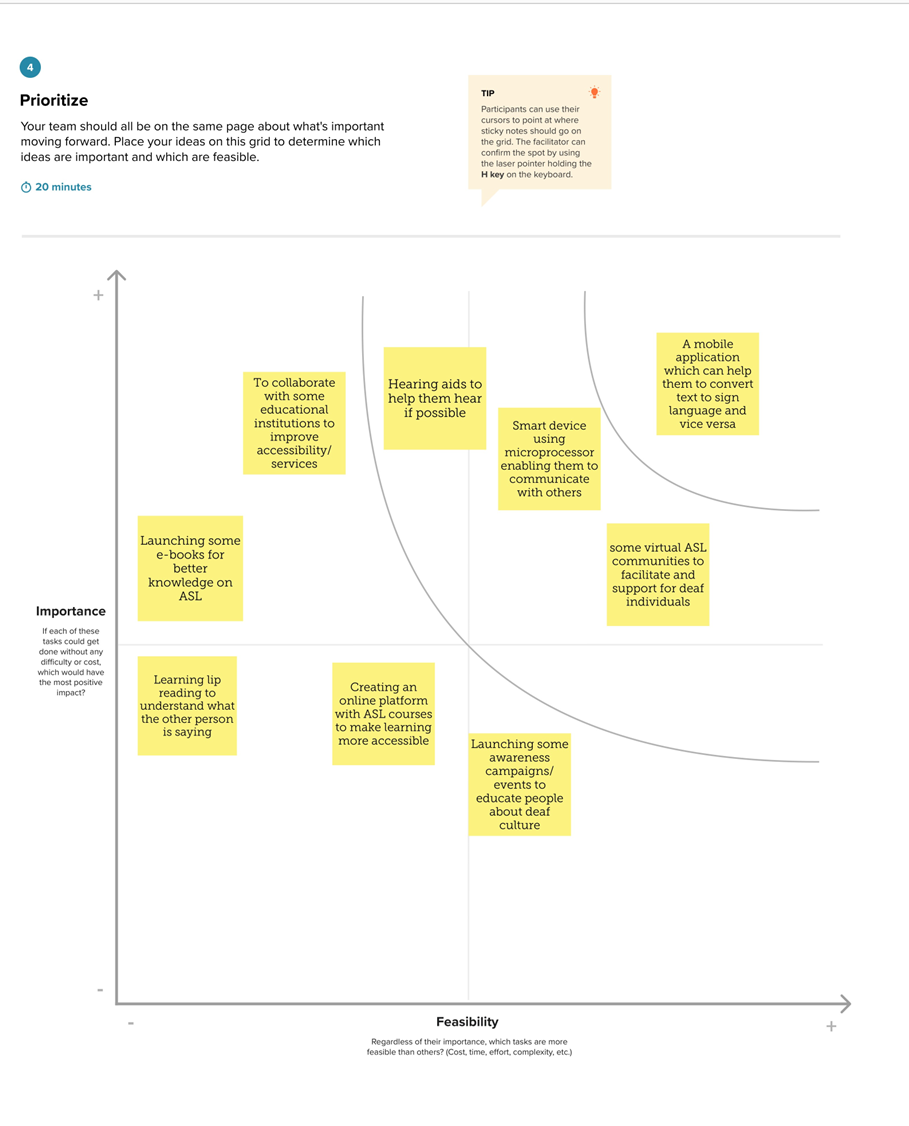 4
Prioritize
Your team should all be on the same page about what's important
moving forward. Place your ideas on this grid to determine which
ideas are important and which are feasible.
20 minutes
TIP
Participants can use their
cursors to point at where
sticky notes should go on
the grid. The facilitator can
confirm the spot by using
the laser pointer holding the
H key on the keyboard.
+
A mobile
application
which can help
them to convert
text to sign
language and
vice versa
Hearing aids to
help them hear
if possible
To collaborate
with some
educational
institutions to
improve
accessibility/
services
Smart device
using
microprocessor
enabling them to
communicate
with others
Launching some
e-books for
better
knowledge on
ASL
some virtual ASL
communities to
facilitate and
support for deaf
individuals
Importance
If each of these
tasks could get
done without any
difficulty or cost,
which would have
the most positive
impact?
Learning lip
reading to
understand what
the other person
is saying
Creating an
online platform
with ASL courses
to make learning
more accessible
Launching some
awareness
campaigns/
events to
educate people
about deaf
culture
-
-
Feasibility
+
Regardless of their importance, which tasks are more
feasible than others? (Cost, time, effort, complexity, etc.)